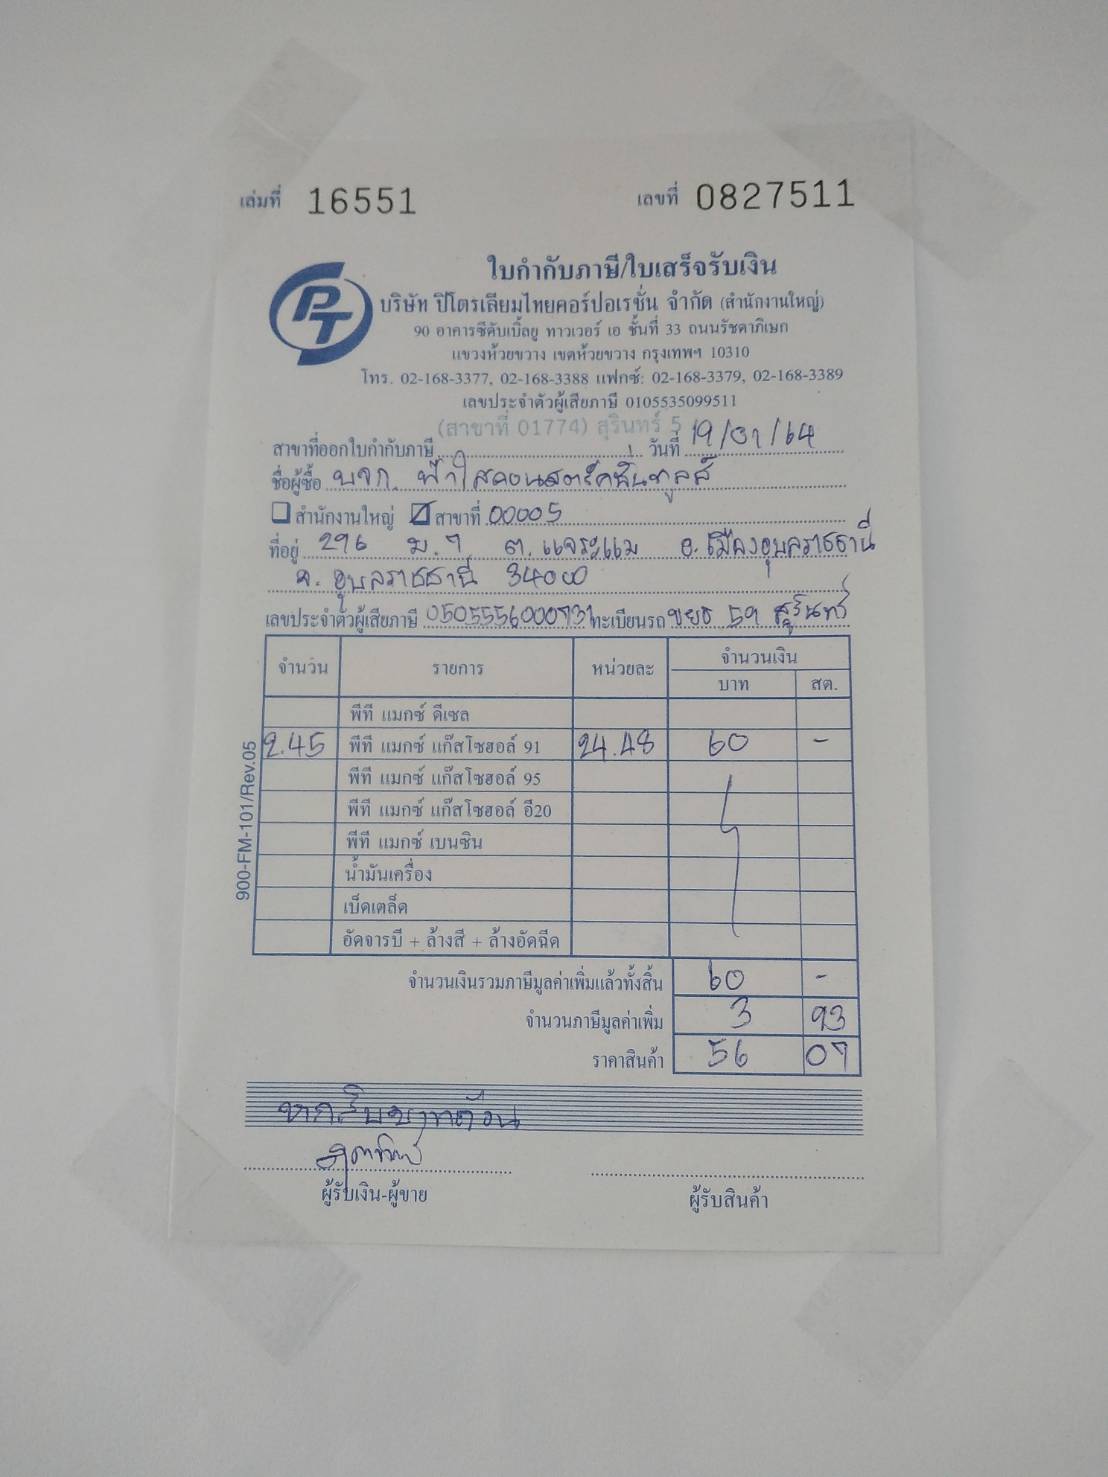 เล่มที่ 16551 เลขที่ 0827511
PT
ใบกำกับภาษี/ใบเสร็จรับเงิน
บริษัท ปิโตรเลียมไทยคอร์ปอเรชั่น จำกัด (สำนักงานใหญ่)
90 อาคารซีดับเบิ้ลยู ทาวเวอร์ เอ ชั้นที่ 33 ถนนรัชดาภิเษก
แขวงห้วยขวาง เขตห้วยขวาง กรุงเทพฯ 10310
โทร. 02-168-3377, 02-168-3388 แฟกซ์: 02-168-3379, 02-168-3389
เลขประจำตัวผู้เสียภาษี 0105535099511
(สาขาที่ 01774) สุรินทร์ 5
สาขาที่ออกใบกำกับภาษี วันที่ 19/01/64
ชื่อผู้ซื้อ บจก. ฟ้าใสคอนสตรัคชั่นทูลส์
สำนักงานใหญ่ สาขาที่ 00005
ที่อยู่ 296 ม.7 ต.แจระแม อ.เมืองอุบลราชธานี
จ.อุบลราชธานี 34000
เลขประจำตัวผู้เสียภาษี 0505556000731 ทะเบียนรถ ขยธ 59 สุรินทร์
จำนวน รายการ หน่วยละ จำนวนเงิน
บาท สต.
พีที แมกซ์ ดีเซล
2.45 พีที แมกซ์ แก๊สโซฮอล์ 91 24.48 60 -
พีที แมกซ์ แก๊สโซฮอล์ 95
พีที แมกซ์ แก๊สโซฮอล์ อี20
พีที แมกซ์ เบนซิน
น้ำมันเครื่อง
เบ็ดเตล็ด
อัดจารบี + ล้างสี + ล้างอัดฉีด
900-FM-101/Rev.05
จำนวนเงินรวมภาษีมูลค่าเพิ่มแล้วทั้งสิ้น 60 -
จำนวนภาษีมูลค่าเพิ่ม 3 93
ราคาสินค้า 56 07
หกสิบบาทถ้วน
ผู้รับเงิน-ผู้ขาย ผู้รับสินค้า